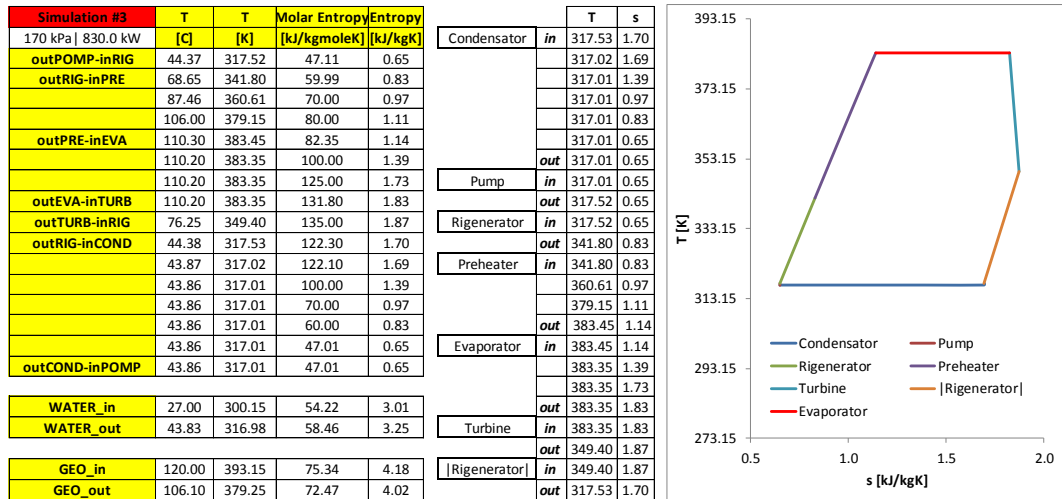 Simulation #3 T T Molar Entropy Entropy
170 kPa| 830.0 kW [C] [K] [kJ/kgmoleK] [kJ/kgK]
outPOMP-inRIG 44.37 317.52 47.11 0.65
outRIG-inPRE 68.65 341.80 59.99 0.83
87.46 360.61 70.00 0.97
106.00 379.15 80.00 1.11
outPRE-inEVA 110.30 383.45 82.35 1.14
110.20 383.35 100.00 1.39
110.20 383.35 125.00 1.73
outEVA-inTURB 110.20 383.35 131.80 1.83
outTURB-inRIG 76.25 349.40 135.00 1.87
outRIG-inCOND 44.38 317.53 122.30 1.70
43.87 317.02 122.10 1.69
43.86 317.01 100.00 1.39
43.86 317.01 70.00 0.97
43.86 317.01 60.00 0.83
43.86 317.01 47.01 0.65
outCOND-inPOMP 43.86 317.01 47.01 0.65
WATER_in 27.00 300.15 54.22 3.01
WATER_out 43.83 316.98 58.46 3.25
GEO_in 120.00 393.15 75.34 4.18
GEO_out 106.10 379.25 72.47 4.02
T s
Condensator in 317.53 1.70
317.02 1.69
317.01 1.39
317.01 0.97
317.01 0.83
317.01 0.65
out 317.01 0.65
Pump in 317.01 0.65
out 317.52 0.65
Rigenerator in 317.52 0.65
out 341.80 0.83
Preheater in 341.80 0.83
360.61 0.97
379.15 1.11
out 383.45 1.14
Evaporator in 383.45 1.14
383.35 1.39
383.35 1.73
out 383.35 1.83
Turbine in 383.35 1.83
out 349.40 1.87
|Rigenerator| in 349.40 1.87
out 317.53 1.70
393.15
373.15
353.15
333.15
313.15
293.15
273.15
T [K]
Condensator Pump
Rigenerator Preheater
Turbine |Rigenerator|
Evaporator
0.5 1.0 1.5 2.0
s [kJ/kgK]